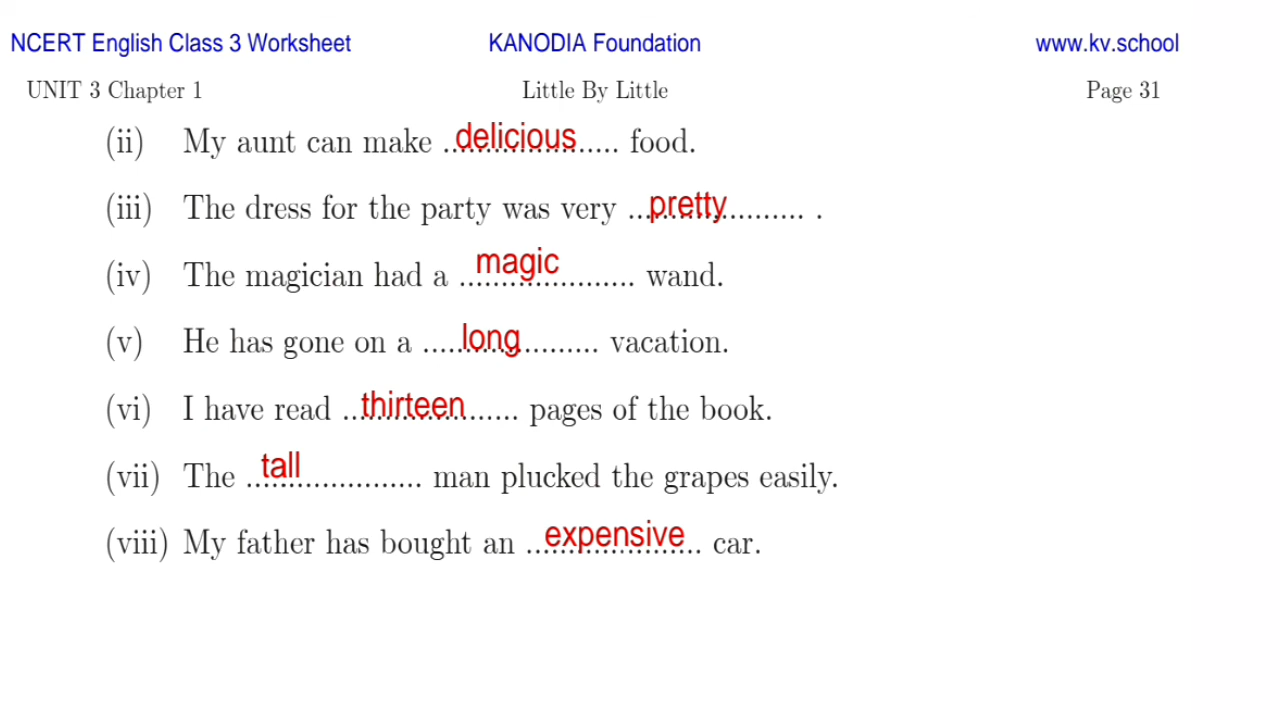 NCERT English Class 3 Worksheet KANODIA Foundation www.kv.school
UNIT 3 Chapter 1 Little By Little Page 31
(ii) My aunt can make ..delicious..... food.
(iii) The dress for the party was very ..pretty.......... .
(iv) The magician had a magic ..................... wand.
(v) He has gone on a ....long......... vacation.
(vi) I have read ..thirteen...... pages of the book.
(vii) The tall ..................... man plucked the grapes easily.
(viii) My father has bought an ..expensive.. car.